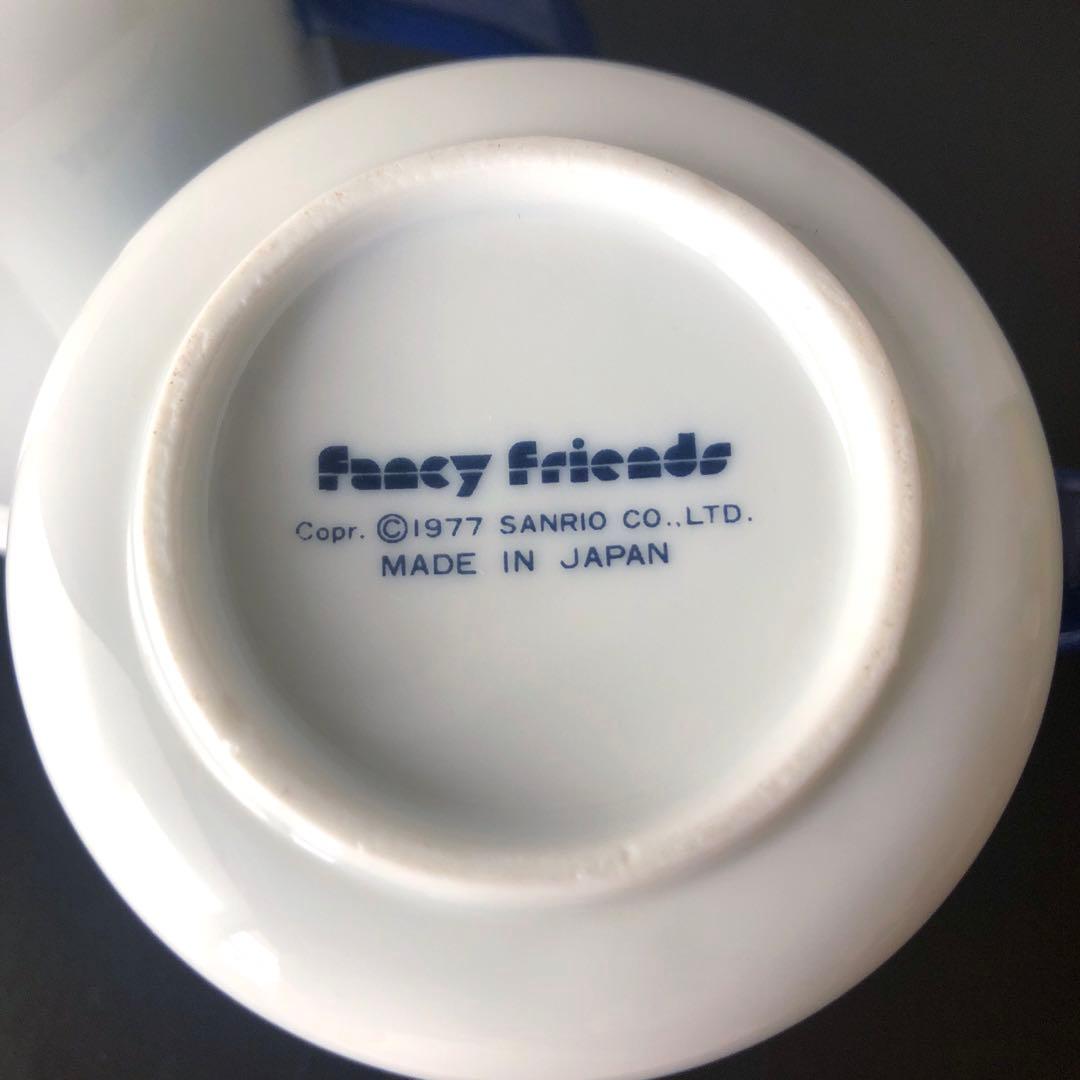 fancy friends
Copr. ©1977 SANRIO CO.,LTD.
MADE IN JAPAN